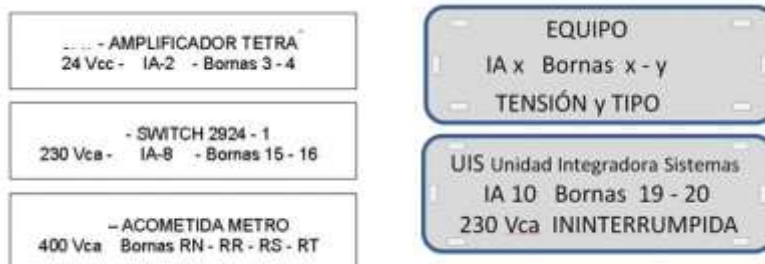 - AMPLIFICADOR TETRA
24 Vcc - IA-2 - Bornas 3 - 4
- SWITCH 2924 - 1
230 Vca - IA-8 - Bornas 15 - 16
– ACOMETIDA METRO
400 Vca Bornas RN - RR - RS - RT
EQUIPO
IA x Bornas x - y
TENSIÓN y TIPO
UIS Unidad Integradora Sistemas
IA 10 Bornas 19 - 20
230 Vca ININTERRUMPIDA